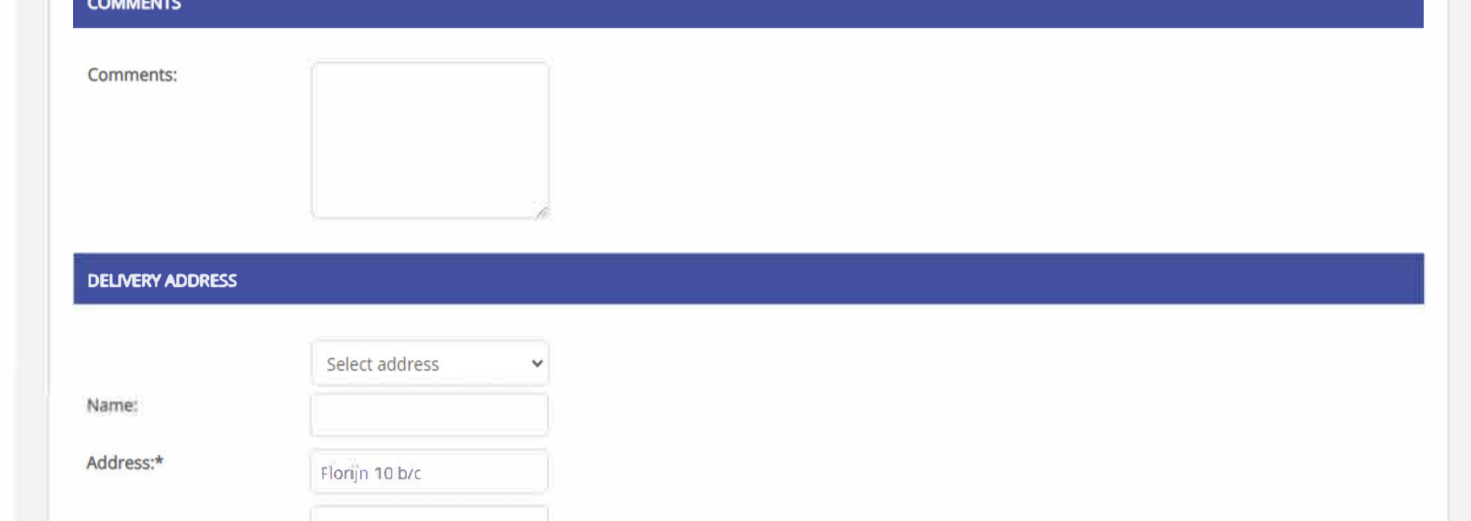 COMMENTS
Comments:
DELIVERY ADDRESS
Select address
Name:
Address:*
Florijn 10 b/c